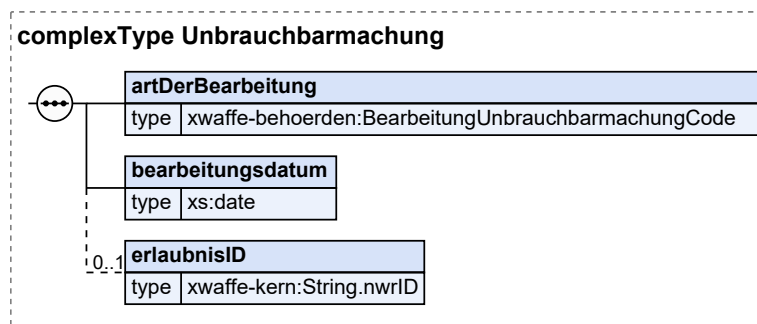 complexType Unbrauchbarmachung
artDerBearbeitung
type xwaffe-behoerden:BearbeitungUnbrauchbarmachungCode
bearbeitungsdatum
type xs:date
0..1
erlaubnisID
type xwaffe-kern:String.nwrID